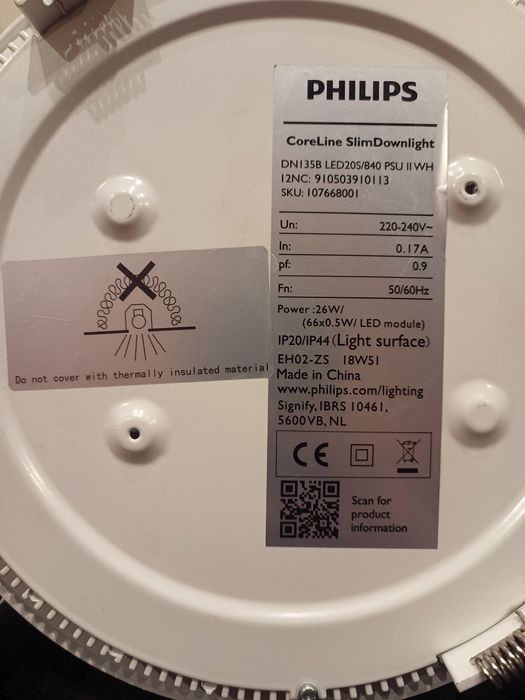 PHILIPS
CoreLine SlimDownlight
DN135B LED20S/840 PSU II WH
12NC: 910503910113
SKU: 107668001
Un: 220-240V~
In: 0.17A
pf: 0.9
Fn: 50/60Hz
Power :26W/
(66x0.5W/ LED module)
IP20/IP44 (Light surface)
EH02-ZS 18W51
Made in China
www.philips.com/lighting
Signify, IBRS 10461,
5600VB, NL
CE
Scan for
product
information
Do not cover with thermally insulated material